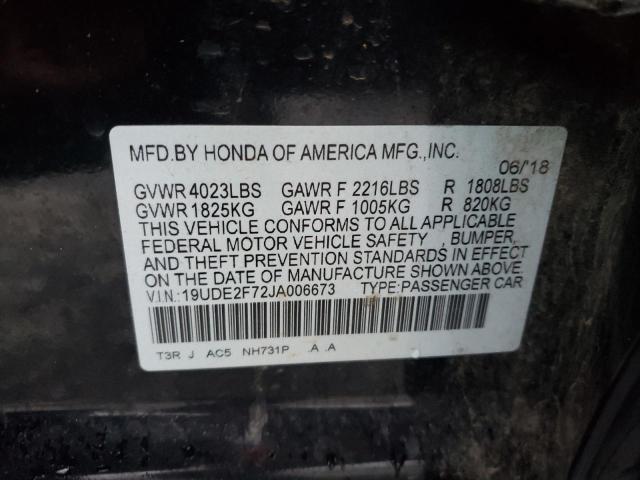 MFD.BY HONDA OF AMERICA MFG.,INC. 06/'18
GVWR 4023LBS GAWR F 2216LBS R 1808LBS
GVWR 1825KG GAWR F 1005KG R 820KG
THIS VEHICLE CONFORMS TO ALL APPLICABLE
FEDERAL MOTOR VEHICLE SAFETY , BUMPER,
AND THEFT PREVENTION STANDARDS IN EFFECT
ON THE DATE OF MANUFACTURE SHOWN ABOVE.
V.I.N.: 19UDE2F72JA006673 TYPE:PASSENGER CAR
T3R J AC5 NH731P .A .A